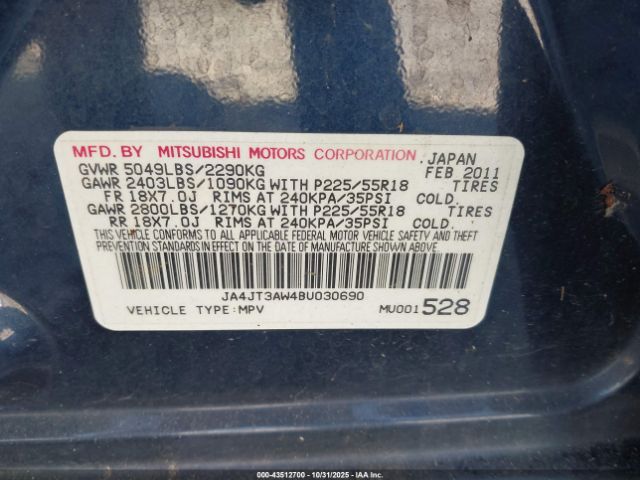 MFD. BY MITSUBISHI MOTORS CORPORATION, JAPAN
GVWR 5049LBS/2290KG FEB 2011
GAWR 2403LBS/1090KG WITH P225/55R18 TIRES
FR 18X7.0J RIMS AT 240KPA/35PSI COLD.
GAWR 2800LBS/1270KG WITH P225/55R18 TIRES
RR 18X7.0J RIMS AT 240KPA/35PSI COLD.
THIS VEHICLE CONFORMS TO ALL APPLICABLE FEDERAL MOTOR VEHICLE SAFETY AND THEFT
PREVENTION STANDARDS IN EFFECT ON THE DATE OF MANUFACTURE SHOWN ABOVE.
JA4JT3AW4BU030690
VEHICLE TYPE:MPV MU001528
000-43512700 - 10/31/2025 - IAA, INC.